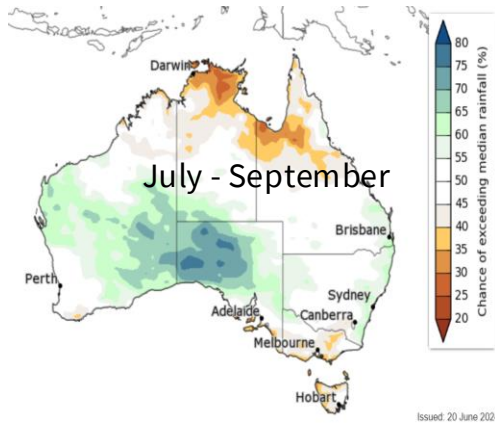 Darwin
July - September
Brisbane
Perth
Sydney
Adelaide
Canberra
Melbourne
Hobart
80
75
70
65
60
55
50
45
40
35
30
25
20
Chance of exceeding median rainfall (%)
Issued: 20 June 202